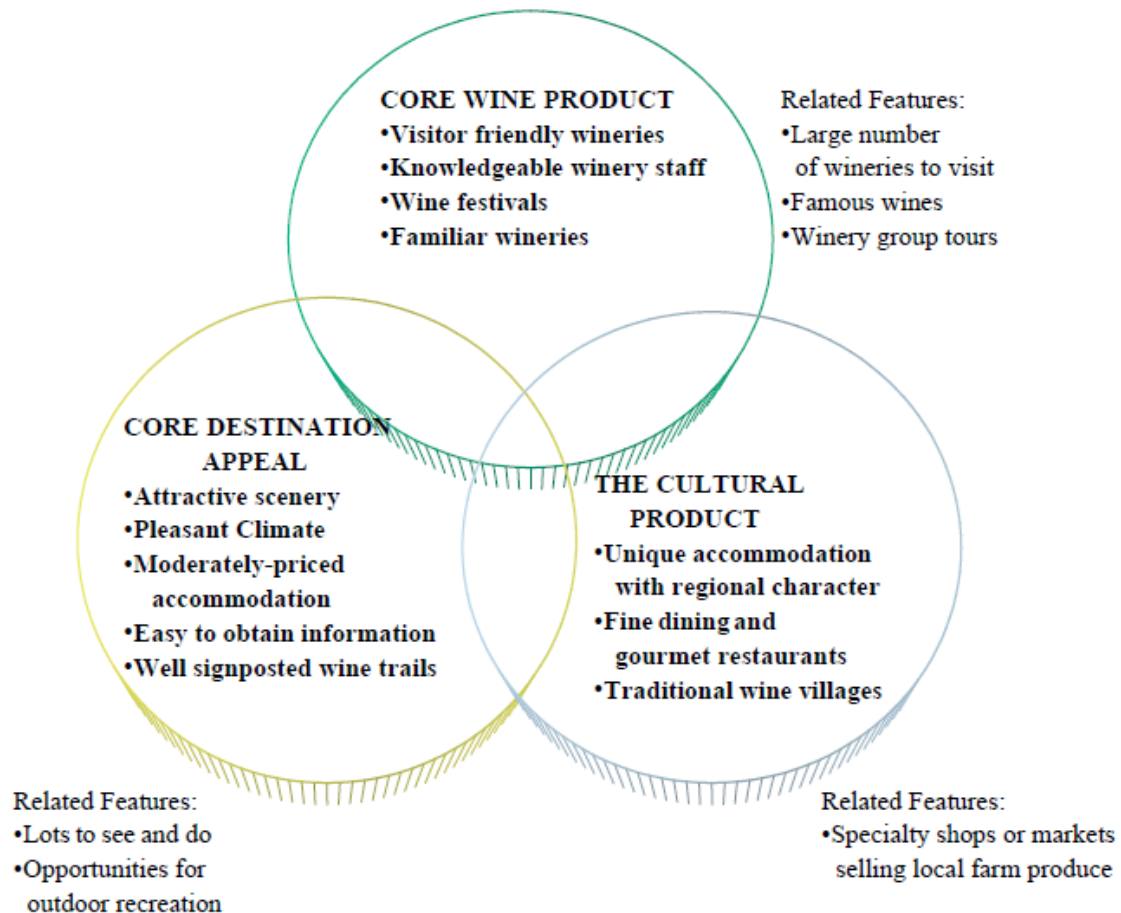 CORE WINE PRODUCT
•Visitor friendly wineries
•Knowledgeable winery staff
•Wine festivals
•Familiar wineries
Related Features:
•Large number
of wineries to visit
•Famous wines
•Winery group tours
CORE DESTINATION
APPEAL
•Attractive scenery
•Pleasant Climate
•Moderately-priced
accommodation
•Easy to obtain information
•Well signposted wine trails
THE CULTURAL
PRODUCT
•Unique accommodation
with regional character
•Fine dining and
gourmet restaurants
•Traditional wine villages
Related Features:
•Lots to see and do
•Opportunities for
outdoor recreation
Related Features:
•Specialty shops or markets
selling local farm produce